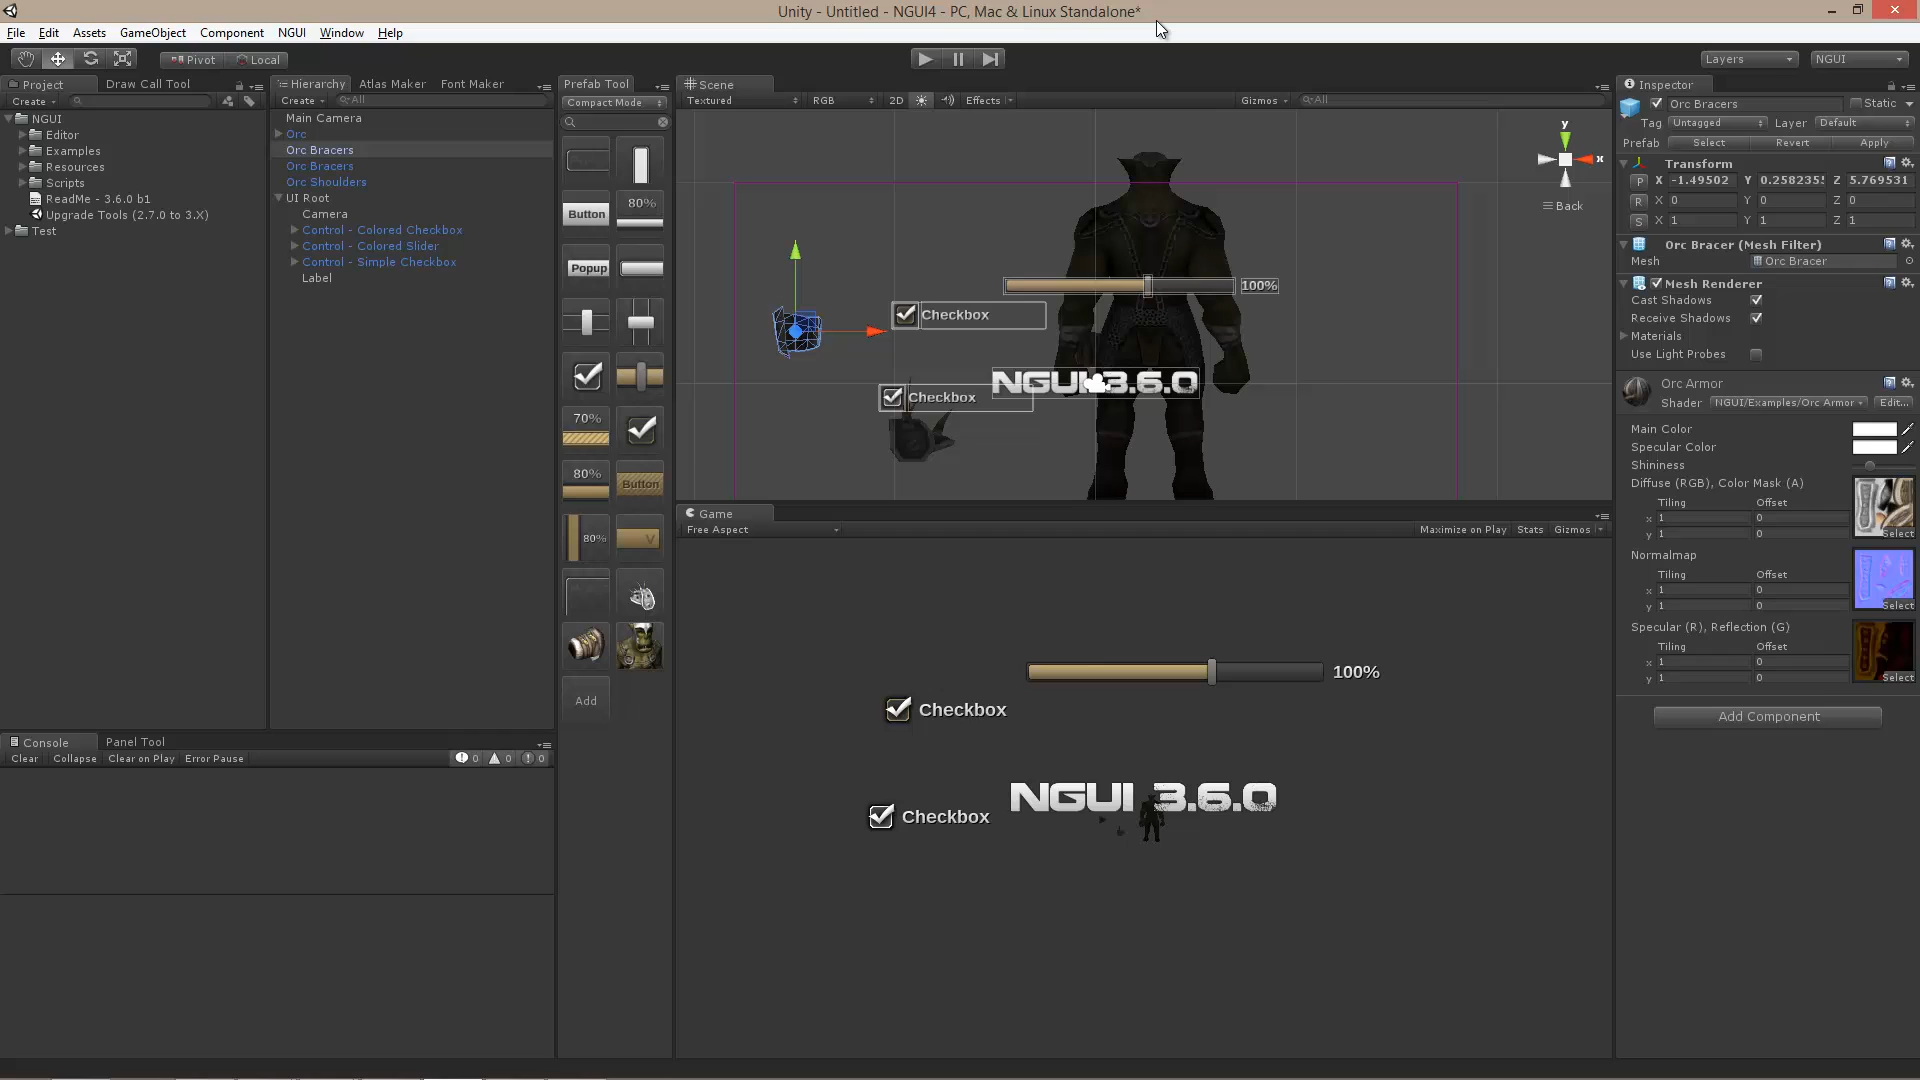 Unity - Untitled - NGUI4 - PC, Mac & Linux Standalone*
File Edit Assets GameObject Component NGUI Window Help
Pivot Local
Layers NGUI
Project Draw Call Tool
Create
NGUI
Editor
Examples
Resources
Scripts
ReadMe - 3.6.0 b1
Upgrade Tools (2.7.0 to 3.X)
Test
Hierarchy Atlas Maker Font Maker
Create All
Main Camera
Orc
Orc Bracers
Orc Bracers
Orc Shoulders
UI Root
Camera
Control - Colored Checkbox
Control - Colored Slider
Control - Simple Checkbox
Label
Prefab Tool
Compact Mode
Button 80%
Popup
70%
80% Button
80% V
Add
Scene
Textured RGB 2D Effects Gizmos All
y
x
Back
100%
Checkbox
NGUI 3.6.0
Checkbox
Game
Free Aspect Maximize on Play Stats Gizmos
100%
Checkbox
NGUI 3.6.0
Checkbox
Console Panel Tool
Clear Collapse Clear on Play Error Pause 0 0 0
Inspector
Orc Bracers Static
Tag Untagged Layer Default
Prefab Select Revert Apply
Transform
P X -1.49502 Y 0.258235 Z 5.769531
R X 0 Y 0 Z 0
S X 1 Y 1 Z 1
Orc Bracer (Mesh Filter)
Mesh Orc Bracer
Mesh Renderer
Cast Shadows
Receive Shadows
Materials
Use Light Probes
Orc Armor
Shader NGUI/Examples/Orc Armor Edit...
Main Color
Specular Color
Shininess
Diffuse (RGB), Color Mask (A)
Tiling Offset
x 1 0
y 1 0 Select
Normalmap
Tiling Offset
x 1 0
y 1 0 Select
Specular (R), Reflection (G)
Tiling Offset
x 1 0
y 1 0 Select
Add Component